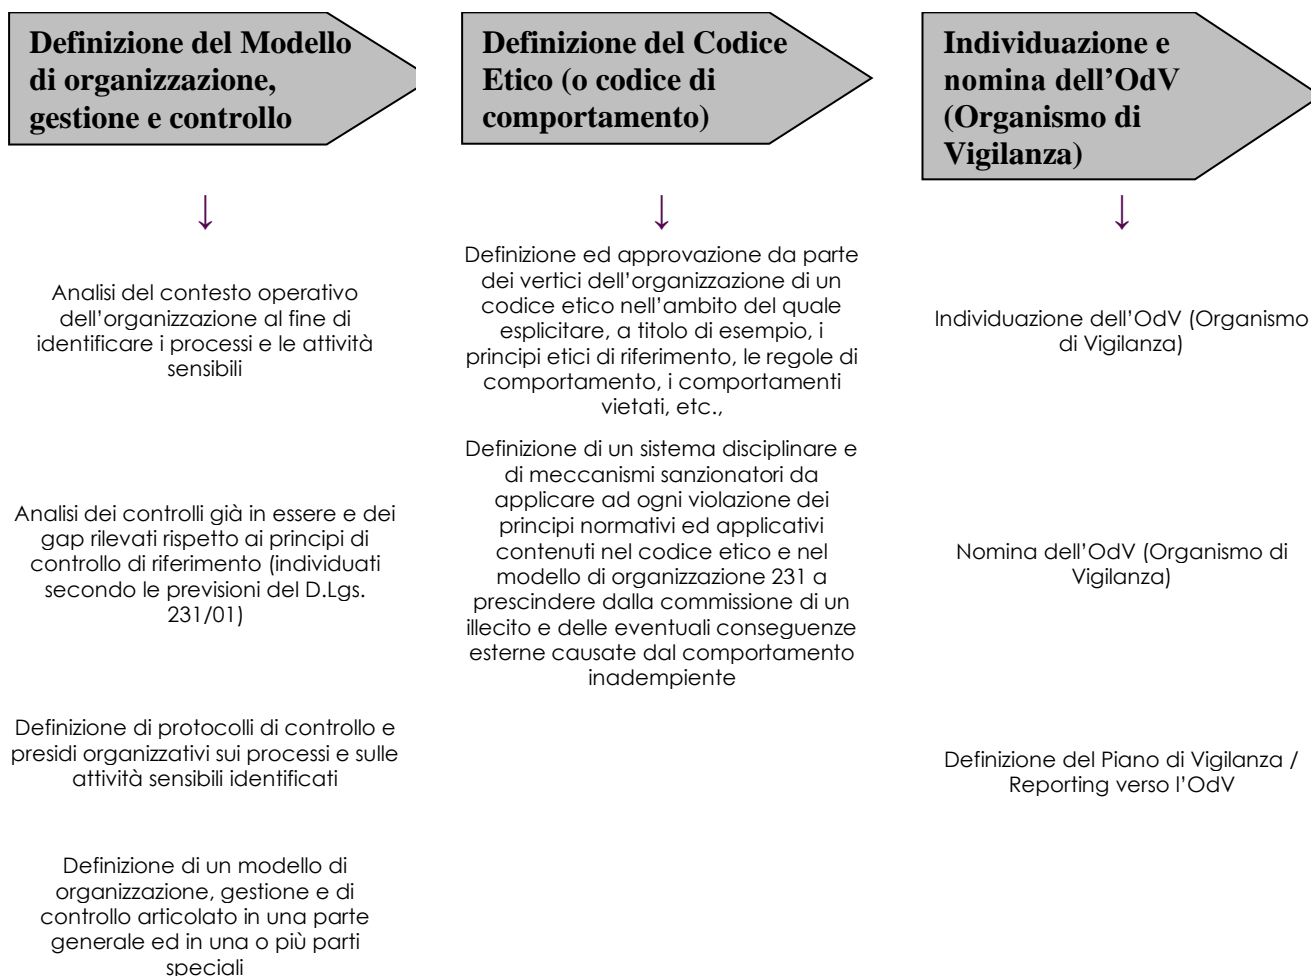 Definizione del Modello
di organizzazione,
gestione e controllo
↓
Analisi del contesto operativo
dell’organizzazione al fine di
identificare i processi e le attività
sensibili
Analisi dei controlli già in essere e dei
gap rilevati rispetto ai principi di
controllo di riferimento (individuati
secondo le previsioni del D.Lgs.
231/01)
Definizione di protocolli di controllo e
presidi organizzativi sui processi e sulle
attività sensibili identificati
Definizione di un modello di
organizzazione, gestione e di
controllo articolato in una parte
generale ed in una o più parti
speciali
Definizione del Codice
Etico (o codice di
comportamento)
↓
Definizione ed approvazione da parte
dei vertici dell’organizzazione di un
codice etico nell’ambito del quale
esplicitare, a titolo di esempio, i
principi etici di riferimento, le regole di
comportamento, i comportamenti
vietati, etc.,
Definizione di un sistema disciplinare e
di meccanismi sanzionatori da
applicare ad ogni violazione dei
principi normativi ed applicativi
contenuti nel codice etico e nel
modello di organizzazione 231 a
prescindere dalla commissione di un
illecito e delle eventuali conseguenze
esterne causate dal comportamento
inadempiente
Individuazione e
nomina dell’OdV
(Organismo di
Vigilanza)
↓
Individuazione dell’OdV (Organismo
di Vigilanza)
Nomina dell’OdV (Organismo di
Vigilanza)
Definizione del Piano di Vigilanza /
Reporting verso l’OdV